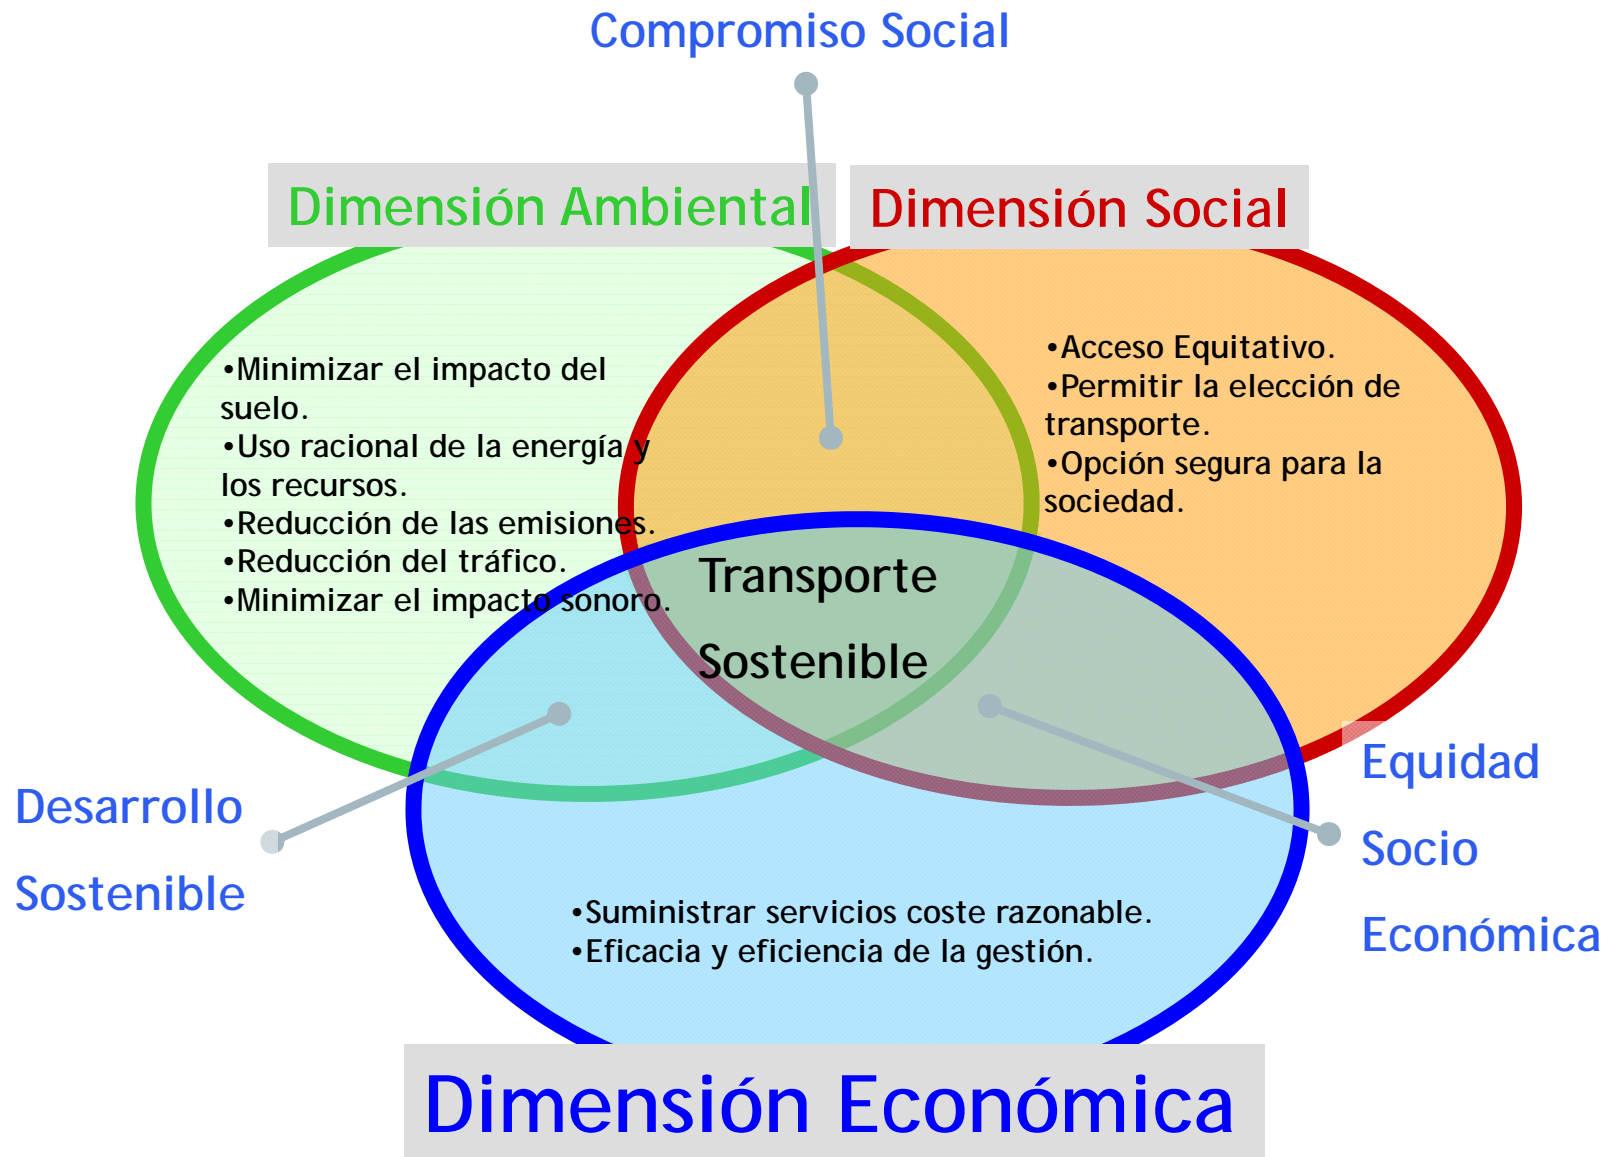 Compromiso Social
Dimensión Ambiental
Dimensión Social
•Minimizar el impacto del
suelo.
•Uso racional de la energía y
los recursos.
•Reducción de las emisiones.
•Reducción del tráfico.
•Minimizar el impacto sonoro.
•Acceso Equitativo.
•Permitir la elección de
transporte.
•Opción segura para la
sociedad.
Transporte
Sostenible
Desarrollo
Sostenible
Equidad
Socio
Económica
•Suministrar servicios coste razonable.
•Eficacia y eficiencia de la gestión.
Dimensión Económica